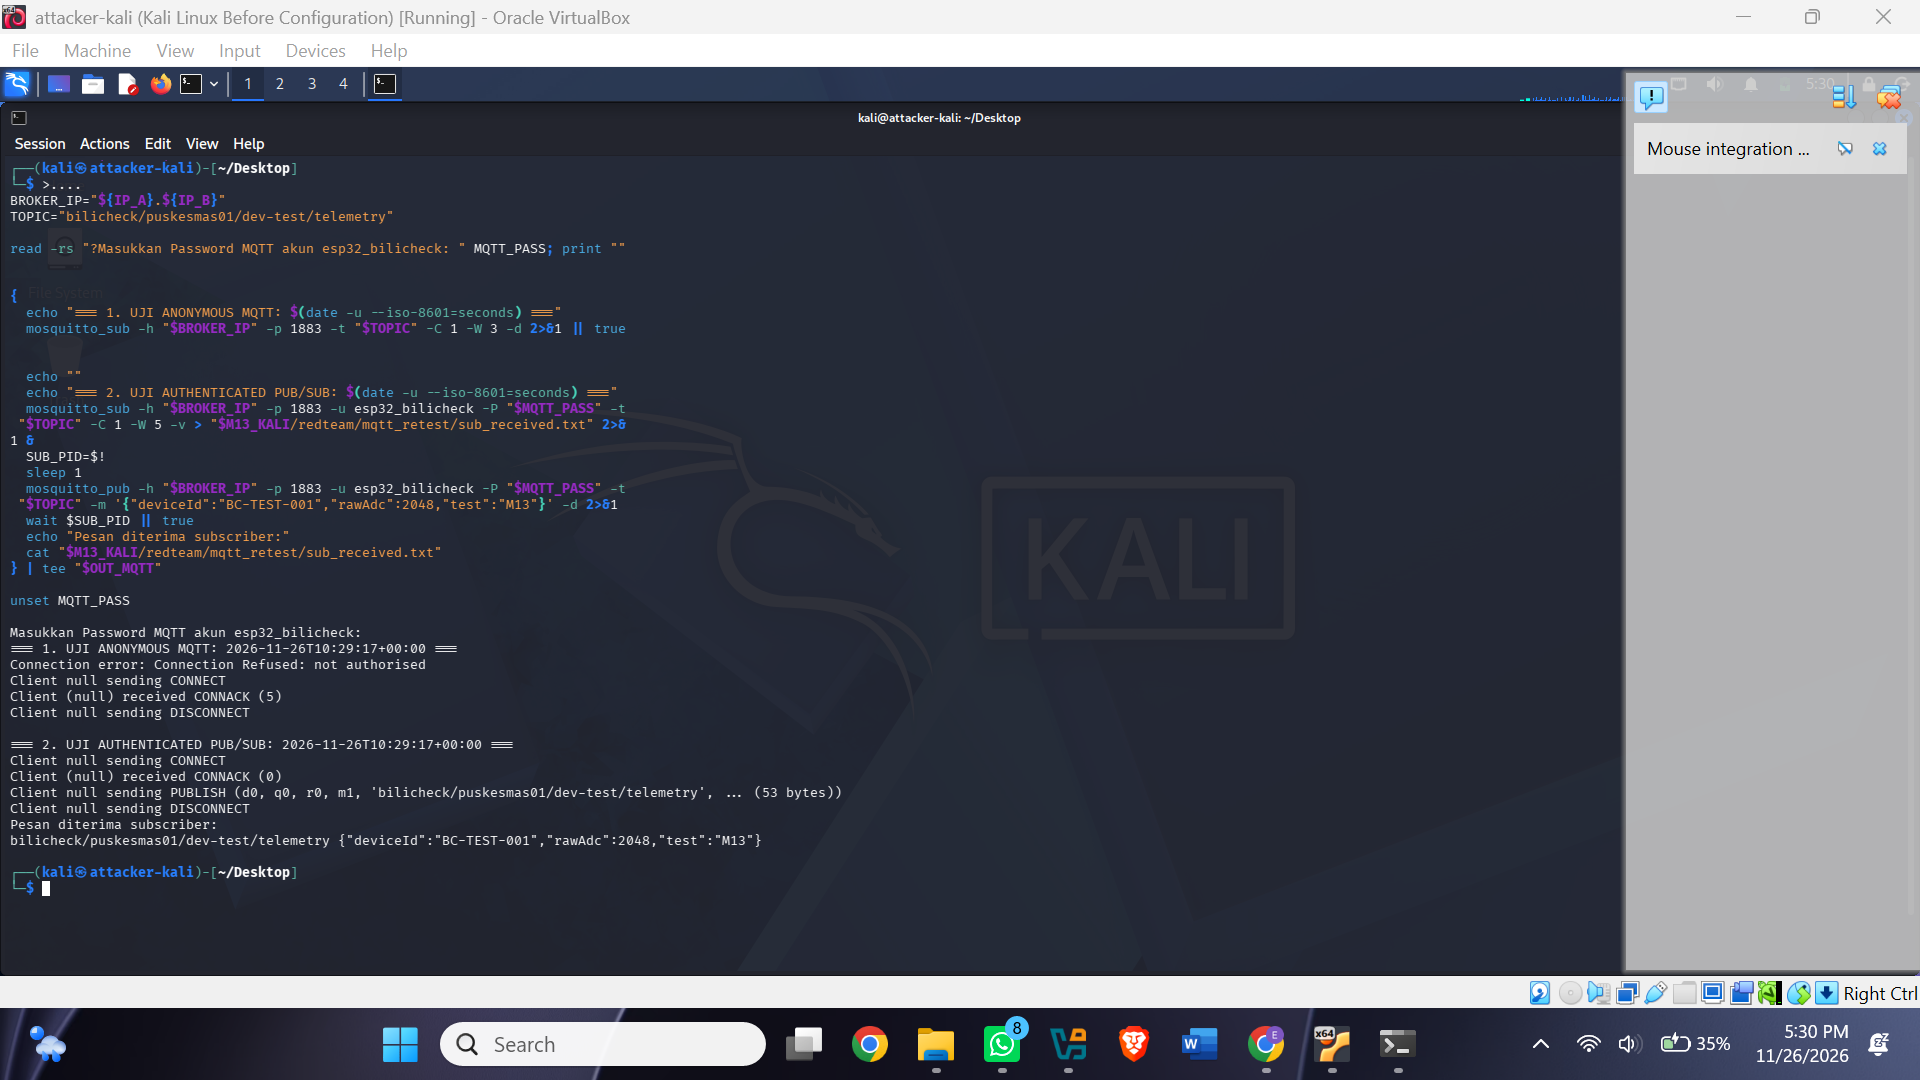 attacker-kali (Kali Linux Before Configuration) [Running] - Oracle VirtualBox
File Machine View Input Devices Help
1 2 3 4
5:30
kali@attacker-kali: ~/Desktop
Session Actions Edit View Help
Mouse integration ...
┌──(kali㉿attacker-kali)-[~/Desktop]
└─$ >....
BROKER_IP="${IP_A}.${IP_B}"
TOPIC="bilicheck/puskesmas01/dev-test/telemetry"
read -rs "?Masukkan Password MQTT akun esp32_bilicheck: " MQTT_PASS; print ""
File System
{
echo "=== 1. UJI ANONYMOUS MQTT: $(date -u --iso-8601=seconds) ==="
mosquitto_sub -h "$BROKER_IP" -p 1883 -t "$TOPIC" -C 1 -W 3 -d 2>&1 || true
echo ""
echo "=== 2. UJI AUTHENTICATED PUB/SUB: $(date -u --iso-8601=seconds) ==="
mosquitto_sub -h "$BROKER_IP" -p 1883 -u esp32_bilicheck -P "$MQTT_PASS" -t
"$TOPIC" -C 1 -W 5 -v > "$M13_KALI/redteam/mqtt_retest/sub_received.txt" 2>&
1 &
SUB_PID=$!
sleep 1
mosquitto_pub -h "$BROKER_IP" -p 1883 -u esp32_bilicheck -P "$MQTT_PASS" -t
"$TOPIC" -m '{"deviceId":"BC-TEST-001","rawAdc":2048,"test":"M13"}' -d 2>&1
wait $SUB_PID || true
echo "Pesan diterima subscriber:"
cat "$M13_KALI/redteam/mqtt_retest/sub_received.txt"
} | tee "$OUT_MQTT"
unset MQTT_PASS
Masukkan Password MQTT akun esp32_bilicheck:
=== 1. UJI ANONYMOUS MQTT: 2026-11-26T10:29:17+00:00 ===
Connection error: Connection Refused: not authorised
Client null sending CONNECT
Client (null) received CONNACK (5)
Client null sending DISCONNECT
=== 2. UJI AUTHENTICATED PUB/SUB: 2026-11-26T10:29:17+00:00 ===
Client null sending CONNECT
Client (null) received CONNACK (0)
Client null sending PUBLISH (d0, q0, r0, m1, 'bilicheck/puskesmas01/dev-test/telemetry', ... (53 bytes))
Client null sending DISCONNECT
Pesan diterima subscriber:
bilicheck/puskesmas01/dev-test/telemetry {"deviceId":"BC-TEST-001","rawAdc":2048,"test":"M13"}
┌──(kali㉿attacker-kali)-[~/Desktop]
└─$
KALI
Right Ctrl
Search
8
35%
5:30 PM
11/26/2026